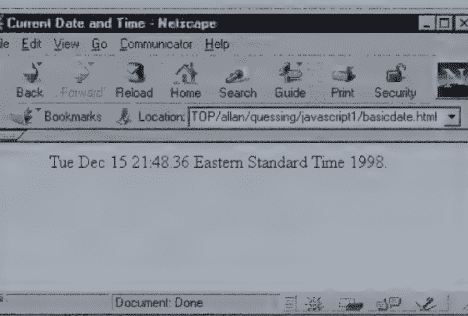 Current Date and Time - Netscape
Edit View Go Communicator Help
Back Forward Reload Home Search Guide Print Security
Bookmarks Location: TOP/allan/quessing/javascript1/basicdate.html
Tue Dec 15 21:48:36 Eastern Standard Time 1998.
Document: Done